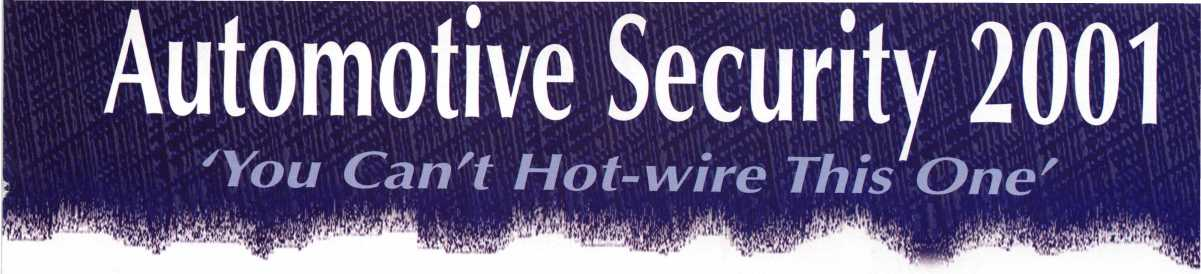 Automotive Security 2001
‘You Can’t Hot-wire This One’